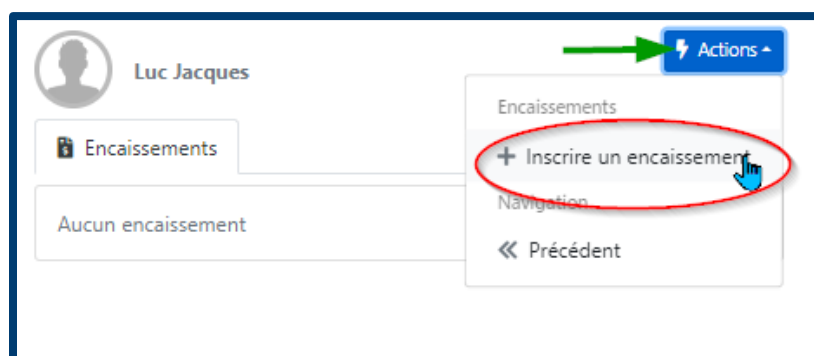 Luc Jacques
Actions
Encaissements
Encaissements
+ Inscrire un encaissement
Navigation
Aucun encaissement
« Précédent